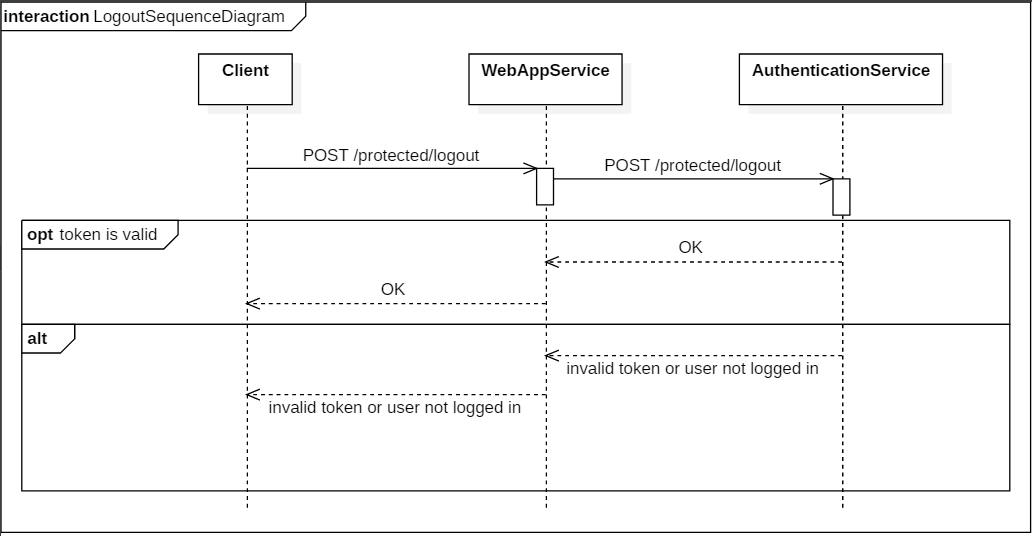 interaction LogoutSequenceDiagram
Client
WebAppService
AuthenticationService
POST /protected/logout
POST /protected/logout
opt token is valid
OK
OK
alt
invalid token or user not logged in
invalid token or user not logged in